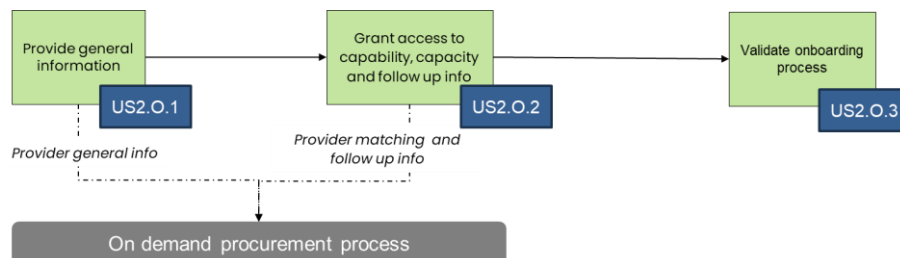 Provide general
information
US2.O.1
Grant access to
capability, capacity
and follow up info
US2.O.2
Validate onboarding
process
US2.O.3
Provider general info
Provider matching and
follow up info
On demand procurement process